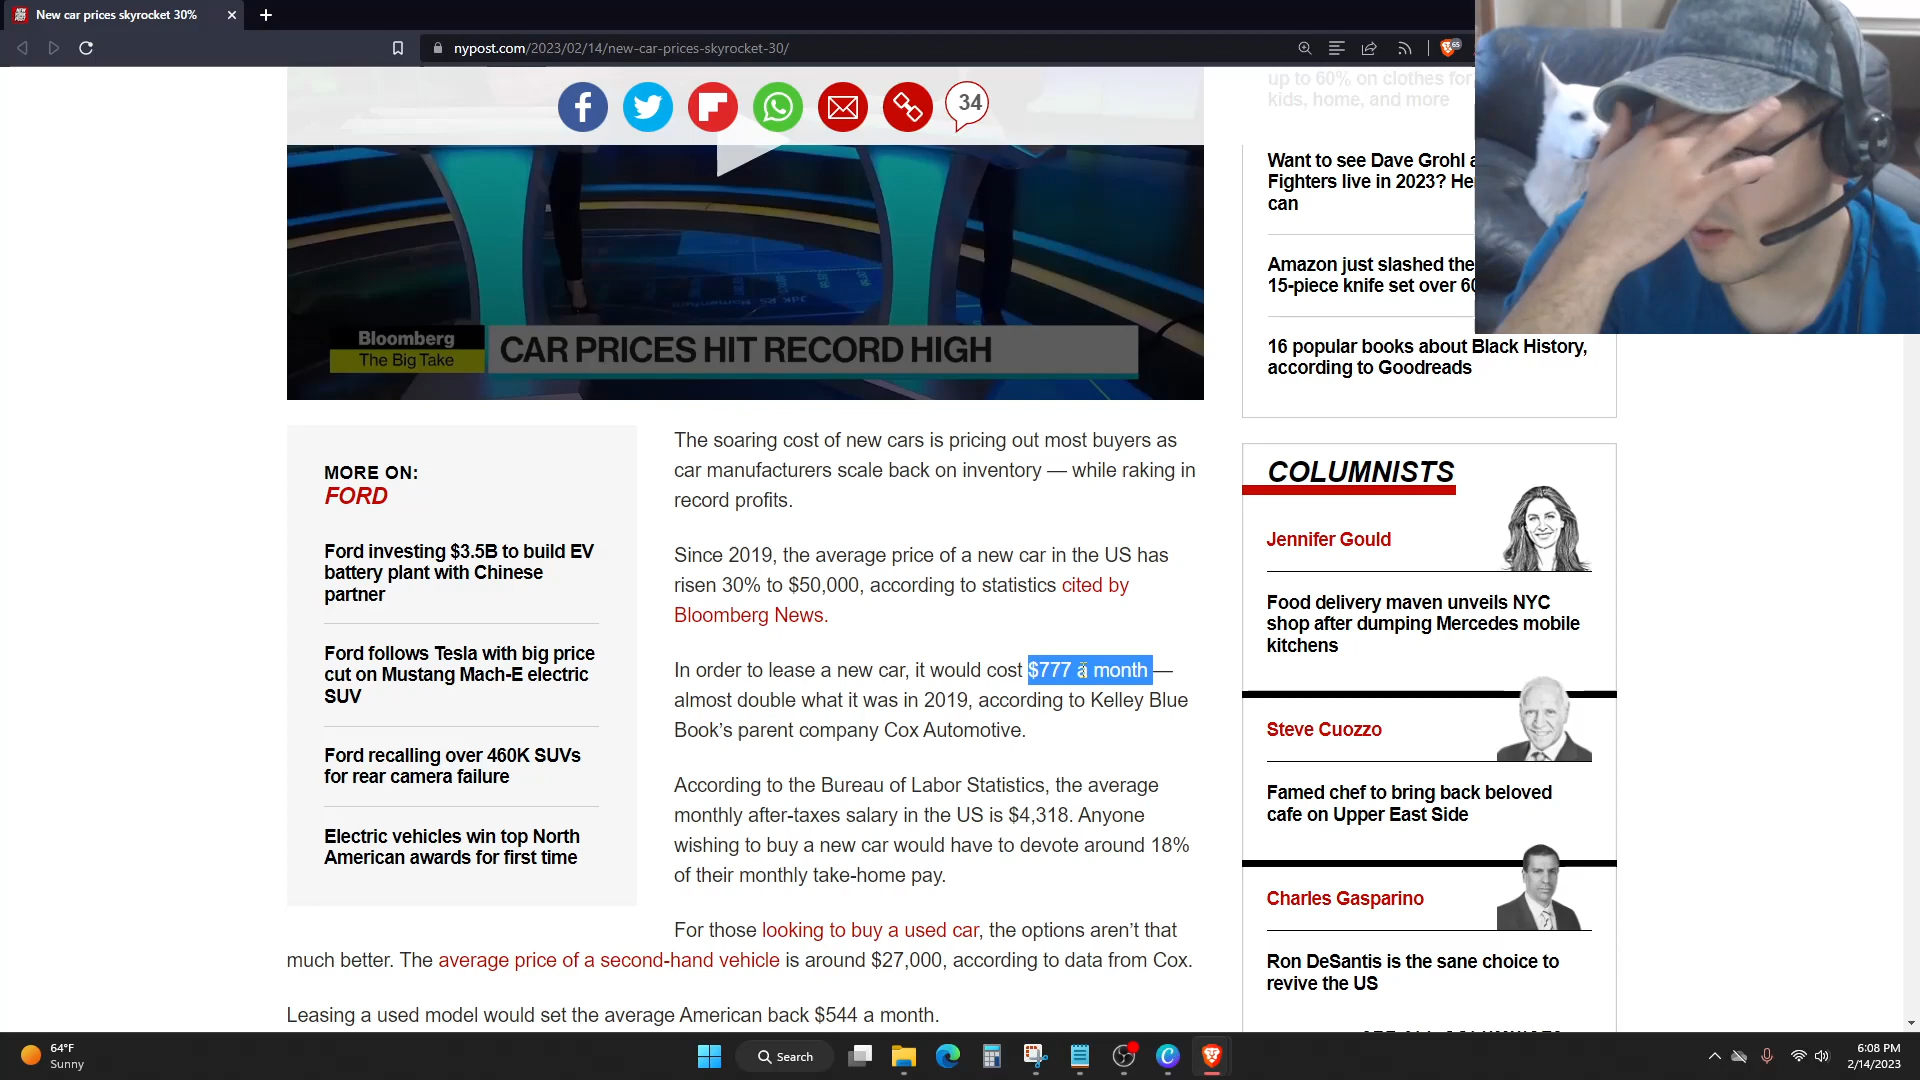 New car prices skyrocket 30%
nypost.com/2023/02/14/new-car-prices-skyrocket-30/
65
34
Bloomberg
The Big Take
CAR PRICES HIT RECORD HIGH
MORE ON:
FORD
Ford investing $3.5B to build EV
battery plant with Chinese
partner
Ford follows Tesla with big price
cut on Mustang Mach-E electric
SUV
Ford recalling over 460K SUVs
for rear camera failure
Electric vehicles win top North
American awards for first time
The soaring cost of new cars is pricing out most buyers as
car manufacturers scale back on inventory — while raking in
record profits.
Since 2019, the average price of a new car in the US has
risen 30% to $50,000, according to statistics cited by
Bloomberg News.
In order to lease a new car, it would cost $777 a month —
almost double what it was in 2019, according to Kelley Blue
Book’s parent company Cox Automotive.
According to the Bureau of Labor Statistics, the average
monthly after-taxes salary in the US is $4,318. Anyone
wishing to buy a new car would have to devote around 18%
of their monthly take-home pay.
For those looking to buy a used car, the options aren’t that
much better. The average price of a second-hand vehicle is around $27,000, according to data from Cox.
Leasing a used model would set the average American back $544 a month.
up to 60% on clothes for
kids, home, and more
Want to see Dave Grohl
Fighters live in 2023?
can
Amazon just slashed the
15-piece knife set over
16 popular books about Black History,
according to Goodreads
COLUMNISTS
Jennifer Gould
Food delivery maven unveils NYC
shop after dumping Mercedes mobile
kitchens
Steve Cuozzo
Famed chef to bring back beloved
cafe on Upper East Side
Charles Gasparino
Ron DeSantis is the sane choice to
revive the US
64°F
Sunny
Search
6:08 PM
2/14/2023